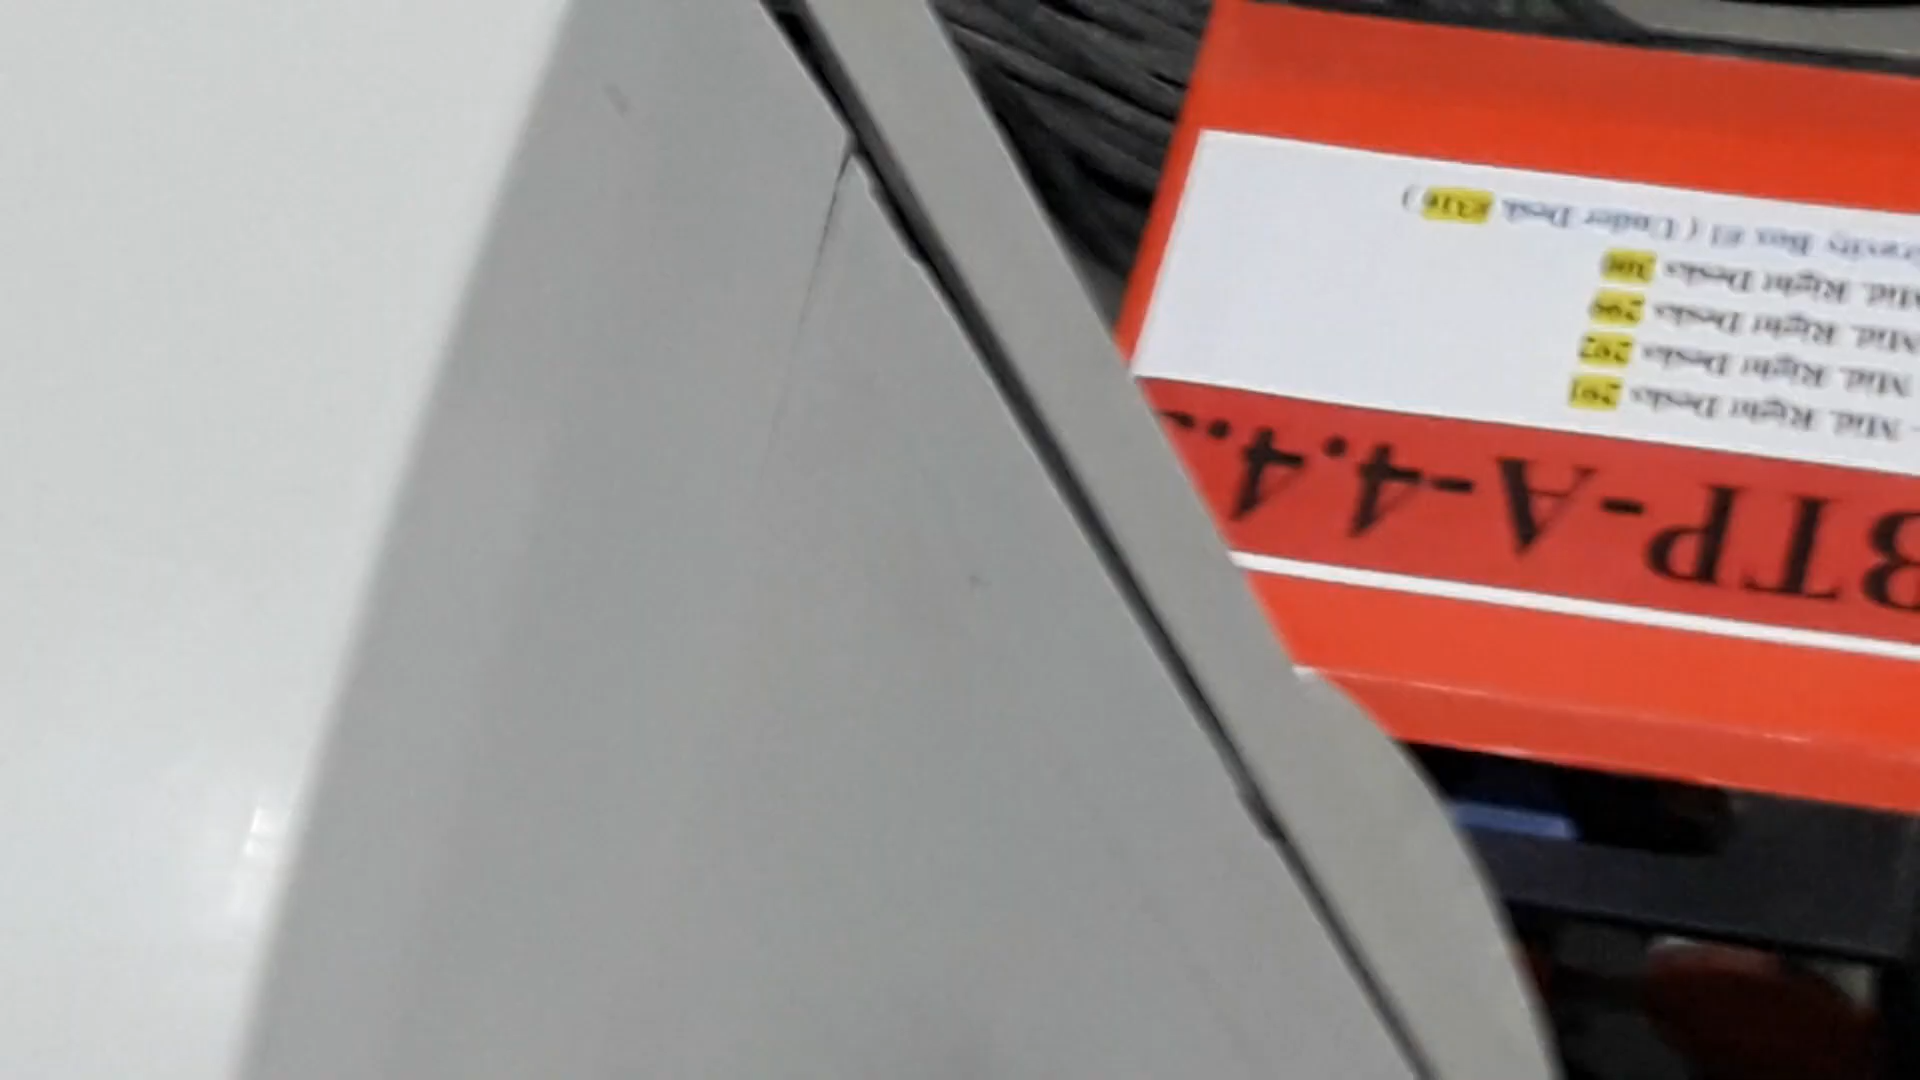 BTP-A-4.4..
- Mid. Right Desks 291
Mid. Right Desks 292
Mid. Right Desks 296
Mid. Right Desks
Gravity Box #1 ( Under Desk )